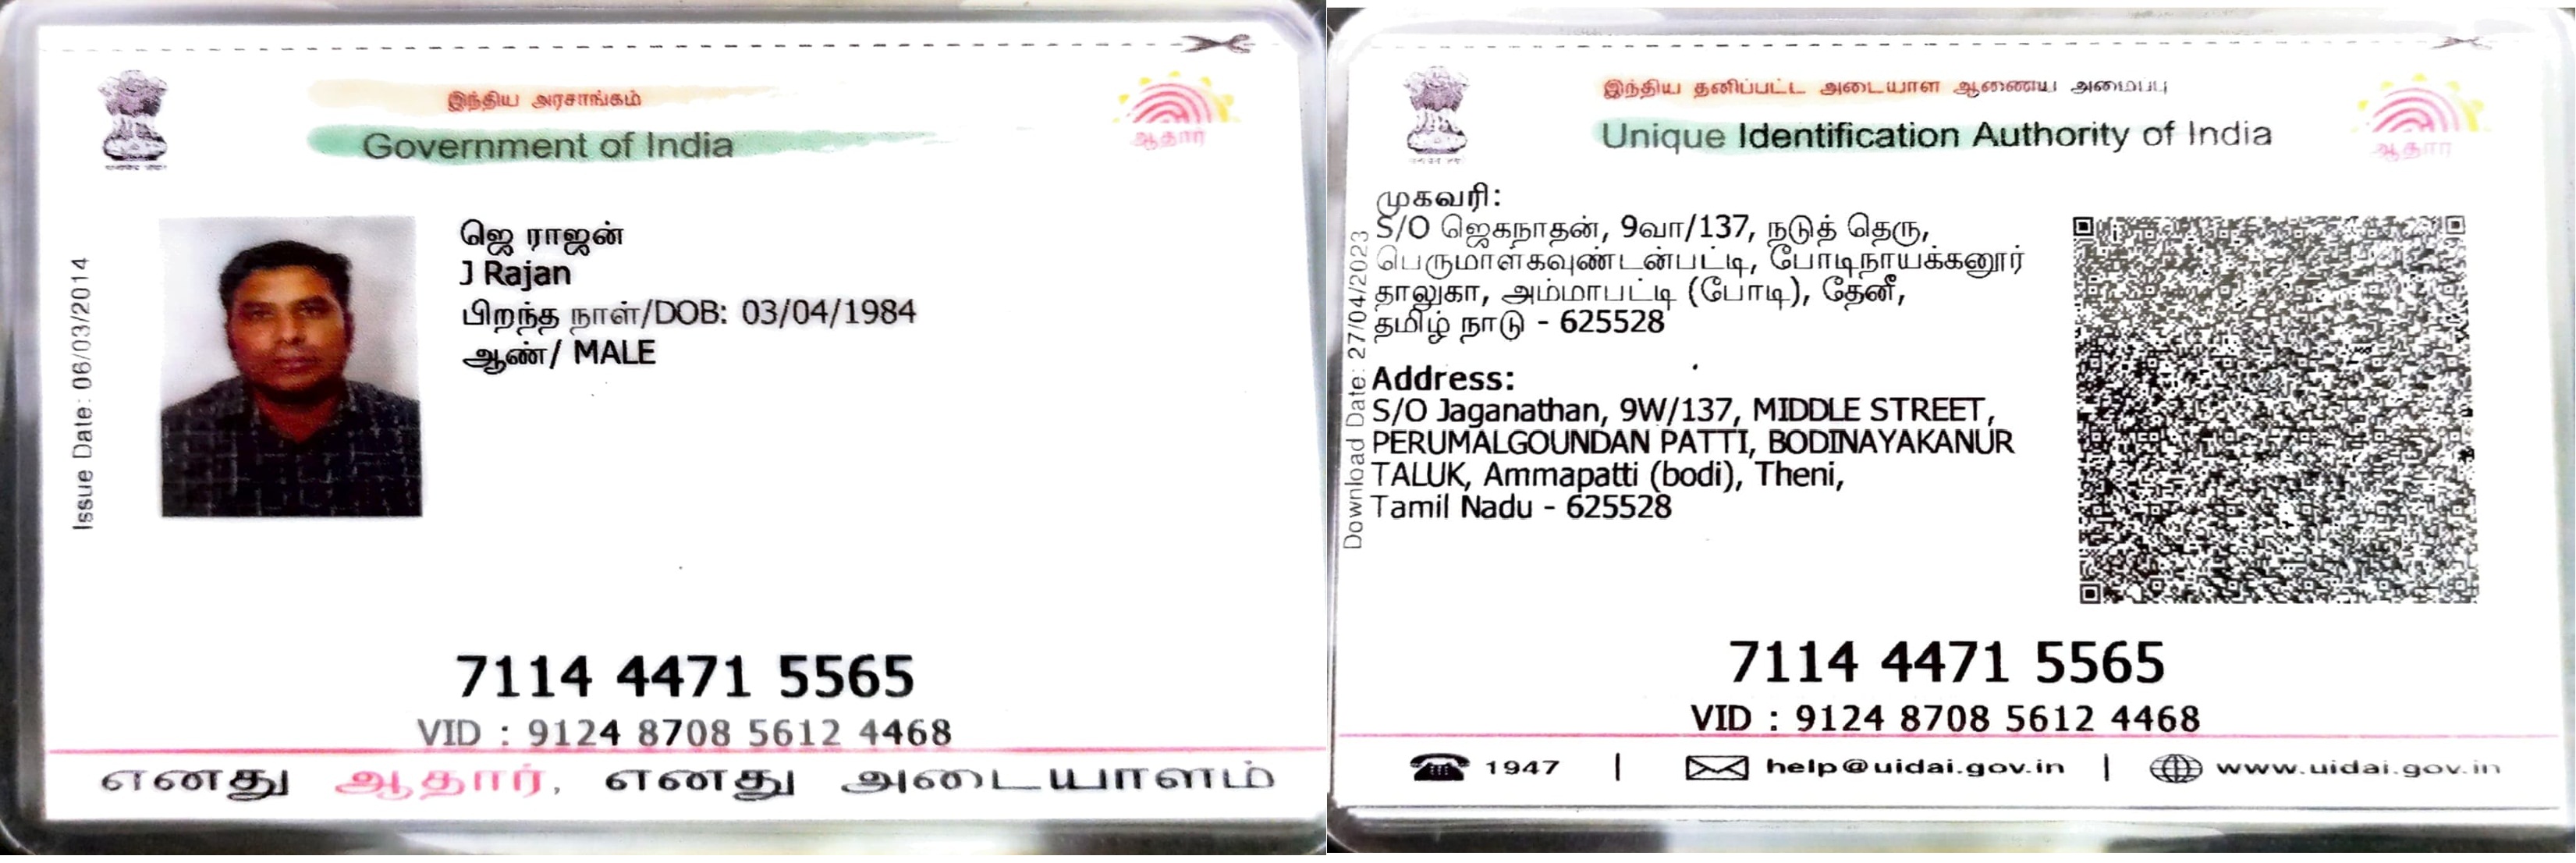 இந்திய அரசாங்கம்
Government of India
ஆதார்
Issue Date: 06/03/2014
ஜெ ராஜன்
J Rajan
பிறந்த நாள்/DOB: 03/04/1984
ஆண்/ MALE
7114 4471 5565
VID : 9124 8708 5612 4468
எனது ஆதார், எனது அடையாளம்
இந்திய தனிப்பட்ட அடையாள ஆணைய அமைப்பு
Unique Identification Authority of India
ஆதார்
Download Date: 27/04/2023
முகவரி:
S/O ஜெகநாதன், 9வா/137, நடுத் தெரு,
பெருமாள்கவுண்டன்பட்டி, போடிநாயக்கனூர்
தாலுகா, அம்மாபட்டி (போடி), தேனீ,
தமிழ் நாடு - 625528
Address:
S/O Jaganathan, 9W/137, MIDDLE STREET,
PERUMALGOUNDAN PATTI, BODINAYAKANUR
TALUK, Ammapatti (bodi), Theni,
Tamil Nadu - 625528
7114 4471 5565
VID : 9124 8708 5612 4468
1947 | help@uidai.gov.in | www.uidai.gov.in